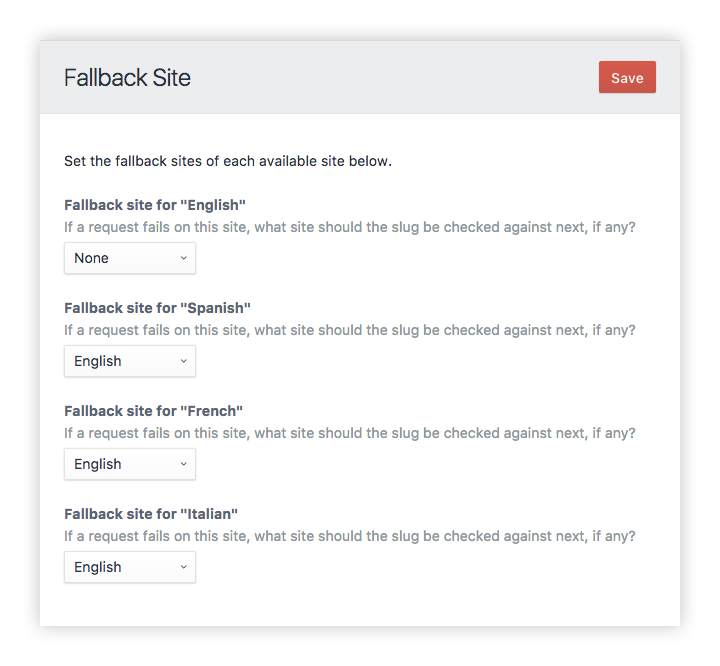 Fallback Site
Save
Set the fallback sites of each available site below.
Fallback site for "English"
If a request fails on this site, what site should the slug be checked against next, if any?
None
Fallback site for "Spanish"
If a request fails on this site, what site should the slug be checked against next, if any?
English
Fallback site for "French"
If a request fails on this site, what site should the slug be checked against next, if any?
English
Fallback site for "Italian"
If a request fails on this site, what site should the slug be checked against next, if any?
English